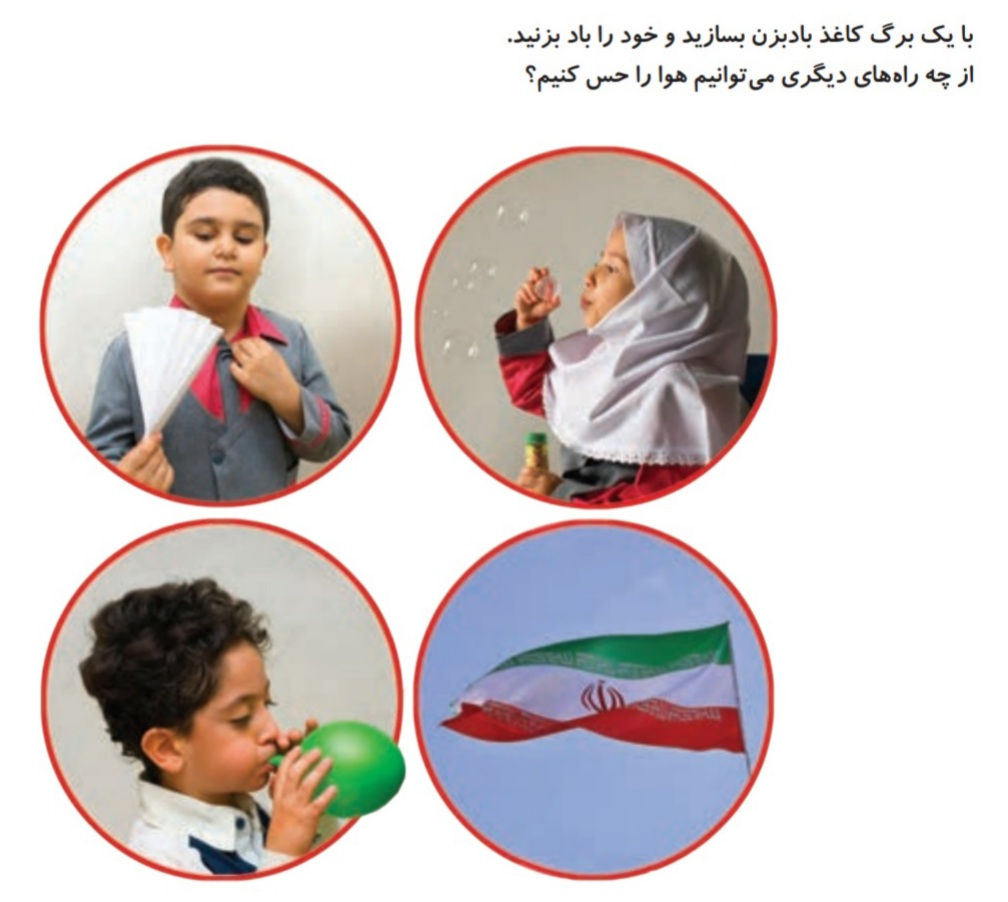 با یک برگ کاغذ بادبزن بسازید و خود را باد بزنید.
از چه راه‌های دیگری می‌توانیم هوا را حس کنیم؟